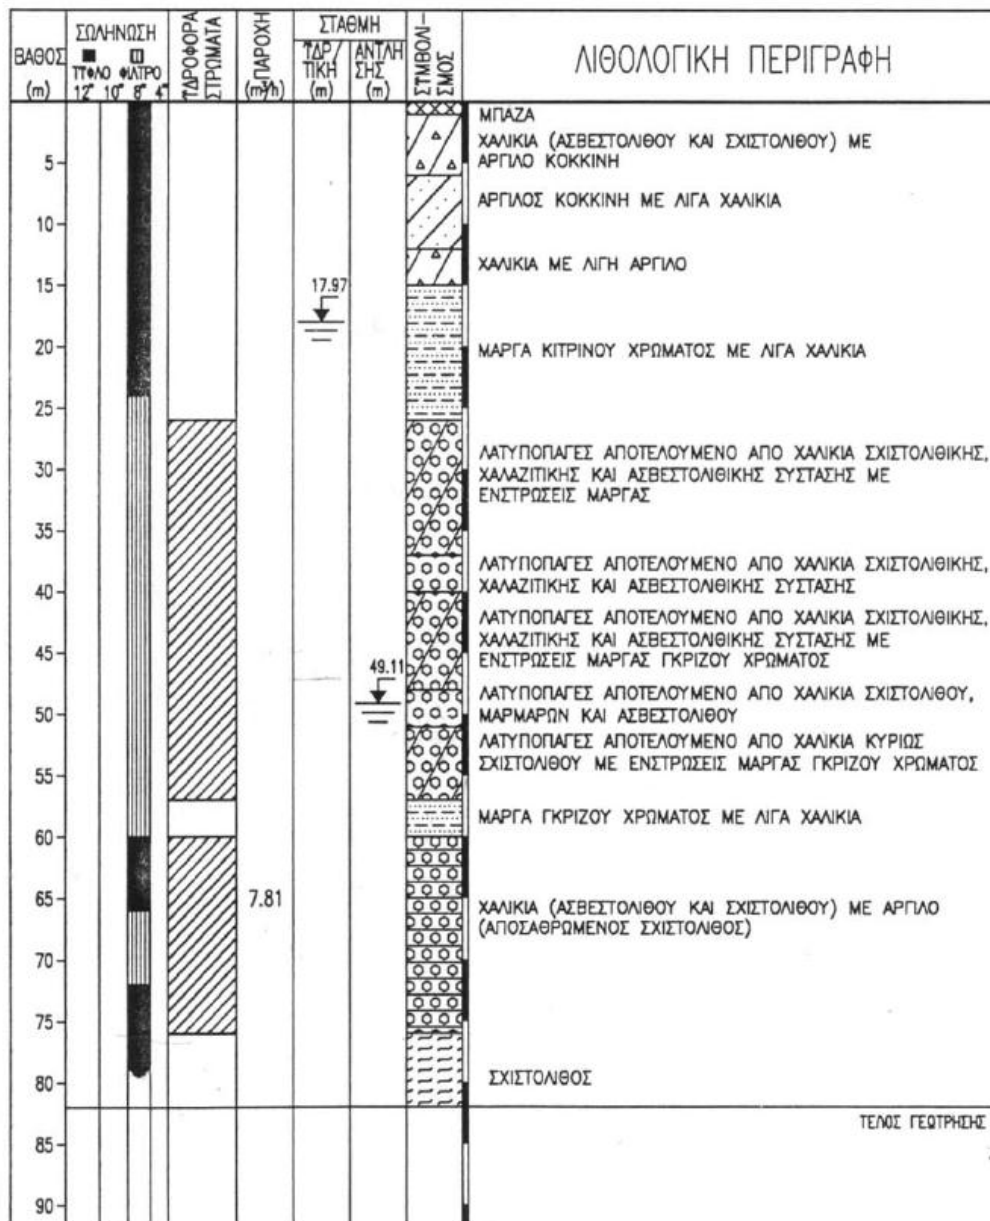 ΒΑΘΟΣ
(m)
ΣΩΛΗΝΩΣΗ
ΤΥΦΛΟ ΦΙΛΤΡΟ
12" 10" 8" 4"
ΥΔΡΟΦΟΡΑ
ΣΤΡΩΜΑΤΑ
ΠΑΡΟΧΗ
(m³/h)
ΣΤΑΘΜΗ
ΥΔΡ/
ΤΙΚΗ
(m)
ΑΝΤΛΗ
ΣΗΣ
(m)
ΣΥΜΒΟΛΙ-
ΣΜΟΣ
ΛΙΘΟΛΟΓΙΚΗ ΠΕΡΙΓΡΑΦΗ
ΜΠΑΖΑ
ΧΑΛΙΚΙΑ (ΑΣΒΕΣΤΟΛΙΘΟΥ ΚΑΙ ΣΧΙΣΤΟΛΙΘΟΥ) ΜΕ
ΑΡΓΙΛΟ ΚΟΚΚΙΝΗ
5
ΑΡΓΙΛΟΣ ΚΟΚΚΙΝΗ ΜΕ ΛΙΓΑ ΧΑΛΙΚΙΑ
10
ΧΑΛΙΚΙΑ ΜΕ ΛΙΓΗ ΑΡΓΙΛΟ
15
17.97
20
ΜΑΡΓΑ ΚΙΤΡΙΝΟΥ ΧΡΩΜΑΤΟΣ ΜΕ ΛΙΓΑ ΧΑΛΙΚΙΑ
25
ΛΑΤΥΠΟΠΑΓΕΣ ΑΠΟΤΕΛΟΥΜΕΝΟ ΑΠΟ ΧΑΛΙΚΙΑ ΣΧΙΣΤΟΛΙΘΙΚΗΣ,
ΧΑΛΑΖΙΤΙΚΗΣ ΚΑΙ ΑΣΒΕΣΤΟΛΙΘΙΚΗΣ ΣΥΣΤΑΣΗΣ ΜΕ
ΕΝΣΤΡΩΣΕΙΣ ΜΑΡΓΑΣ
30
35
ΛΑΤΥΠΟΠΑΓΕΣ ΑΠΟΤΕΛΟΥΜΕΝΟ ΑΠΟ ΧΑΛΙΚΙΑ ΣΧΙΣΤΟΛΙΘΙΚΗΣ,
ΧΑΛΑΖΙΤΙΚΗΣ ΚΑΙ ΑΣΒΕΣΤΟΛΙΘΙΚΗΣ ΣΥΣΤΑΣΗΣ
40
ΛΑΤΥΠΟΠΑΓΕΣ ΑΠΟΤΕΛΟΥΜΕΝΟ ΑΠΟ ΧΑΛΙΚΙΑ ΣΧΙΣΤΟΛΙΘΙΚΗΣ,
ΧΑΛΑΖΙΤΙΚΗΣ ΚΑΙ ΑΣΒΕΣΤΟΛΙΘΙΚΗΣ ΣΥΣΤΑΣΗΣ ΜΕ
ΕΝΣΤΡΩΣΕΙΣ ΜΑΡΓΑΣ ΓΚΡΙΖΟΥ ΧΡΩΜΑΤΟΣ
45
49.11
ΛΑΤΥΠΟΠΑΓΕΣ ΑΠΟΤΕΛΟΥΜΕΝΟ ΑΠΟ ΧΑΛΙΚΙΑ ΣΧΙΣΤΟΛΙΘΟΥ,
ΜΑΡΜΑΡΩΝ ΚΑΙ ΑΣΒΕΣΤΟΛΙΘΟΥ
50
ΛΑΤΥΠΟΠΑΓΕΣ ΑΠΟΤΕΛΟΥΜΕΝΟ ΑΠΟ ΧΑΛΙΚΙΑ ΚΥΡΙΩΣ
ΣΧΙΣΤΟΛΙΘΟΥ ΜΕ ΕΝΣΤΡΩΣΕΙΣ ΜΑΡΓΑΣ ΓΚΡΙΖΟΥ ΧΡΩΜΑΤΟΣ
55
ΜΑΡΓΑ ΓΚΡΙΖΟΥ ΧΡΩΜΑΤΟΣ ΜΕ ΛΙΓΑ ΧΑΛΙΚΙΑ
60
65
7.81
ΧΑΛΙΚΙΑ (ΑΣΒΕΣΤΟΛΙΘΟΥ ΚΑΙ ΣΧΙΣΤΟΛΙΘΟΥ) ΜΕ ΑΡΓΙΛΟ
(ΑΠΟΣΑΘΡΩΜΕΝΟΣ ΣΧΙΣΤΟΛΙΘΟΣ)
70
75
80
ΣΧΙΣΤΟΛΙΘΟΣ
ΤΕΛΟΣ ΓΕΩΤΡΗΣΗΣ
85
90